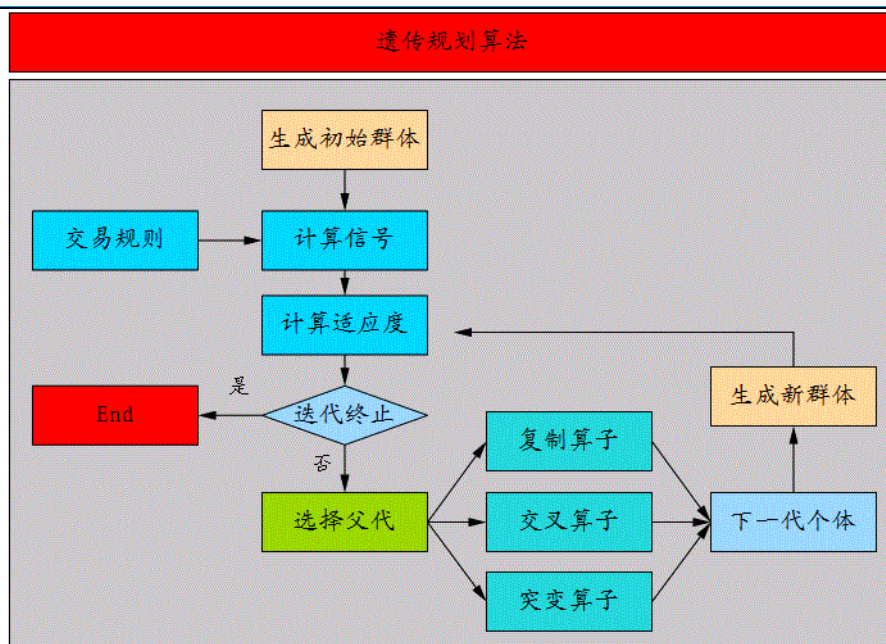 遗传规划算法
生成初始群体
交易规则
计算信号
计算适应度
是
End
迭代终止
生成新群体
否
复制算子
选择父代
交叉算子
下一代个体
突变算子